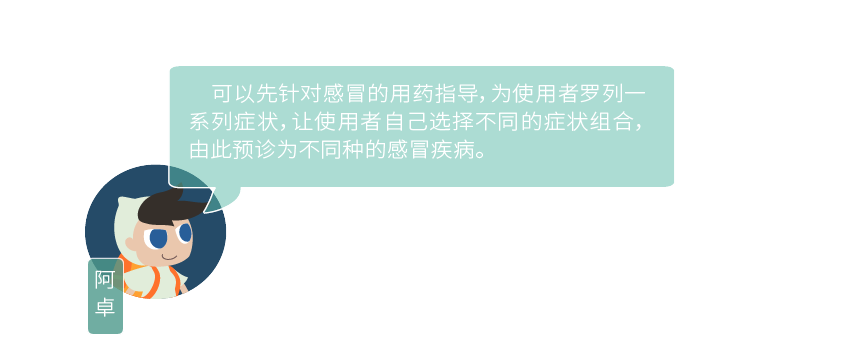 可以先针对感冒的用药指导，为使用者罗列一
系列症状，让使用者自己选择不同的症状组合，
由此预诊为不同种的感冒疾病。
阿
卓